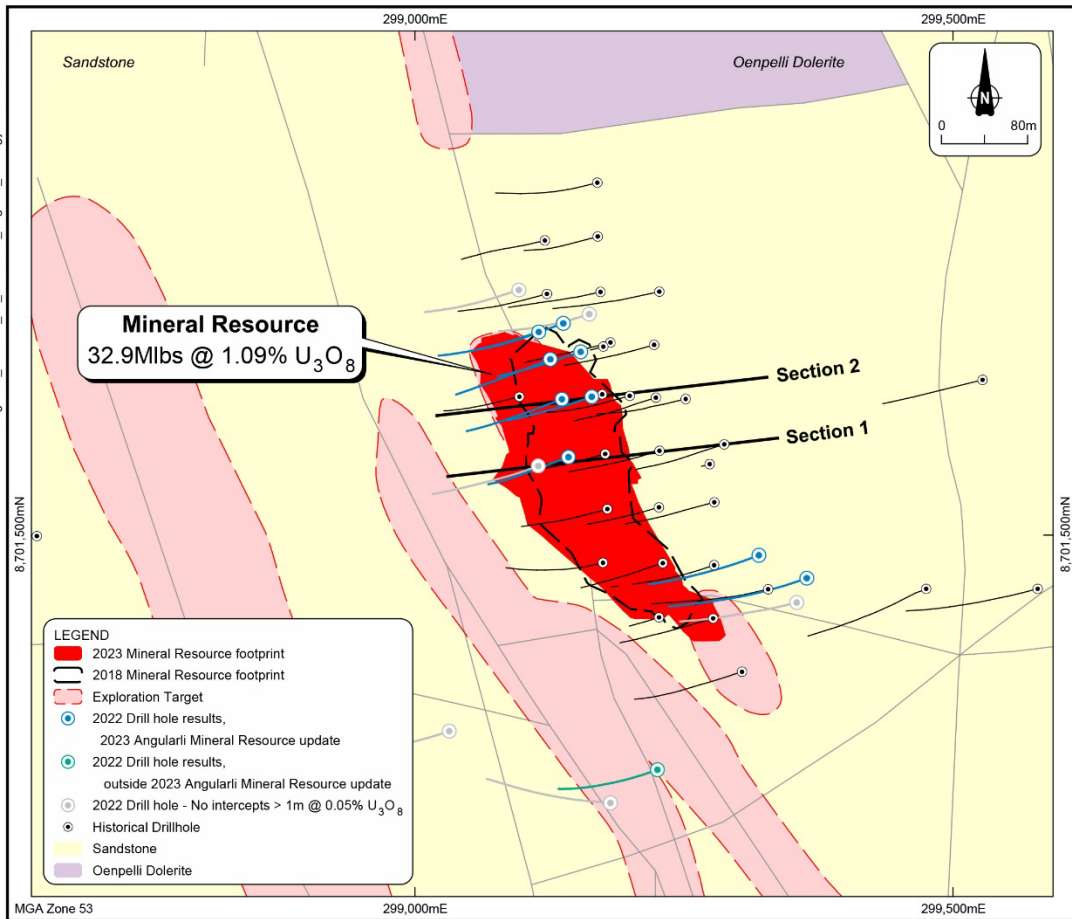 299,000mE
299,500mE
Sandstone
Oenpelli Dolerite
N
0 80m
Mineral Resource
32.9Mlbs @ 1.09% U₃O₈
Section 2
Section 1
8,701,500mN
8,701,500mN
LEGEND
2023 Mineral Resource footprint
2018 Mineral Resource footprint
Exploration Target
2022 Drill hole results,
2023 Angularli Mineral Resource update
2022 Drill hole results,
outside 2023 Angularli Mineral Resource update
2022 Drill hole - No intercepts > 1m @ 0.05% U₃O₈
Historical Drillhole
Sandstone
Oenpelli Dolerite
MGA Zone 53
299,000mE
299,500mE